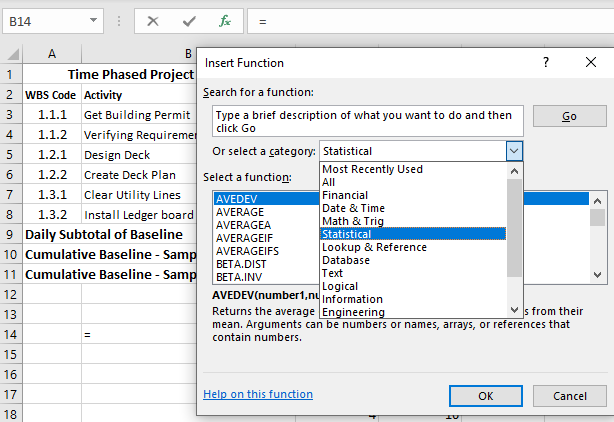 B14
=
A
B
1 Time Phased Project
2 WBS Code Activity
3 1.1.1 Get Building Permit
4 1.1.2 Verifying Requiremen
5 1.2.1 Design Deck
6 1.2.2 Create Deck Plan
7 1.3.1 Clear Utility Lines
8 1.3.2 Install Ledger board
9 Daily Subtotal of Baseline
10 Cumulative Baseline - Samp
11 Cumulative Baseline - Samp
12
13
14 =
15
16
17
18
Insert Function
?
Search for a function:
Type a brief description of what you want to do and then
click Go
Go
Or select a category: Statistical
Most Recently Used
All
Financial
Date & Time
Math & Trig
Statistical
Lookup & Reference
Database
Text
Logical
Information
Engineering
Select a function:
AVEDEV
AVERAGE
AVERAGEA
AVERAGEIF
AVERAGEIFS
BETA.DIST
BETA.INV
AVEDEV(number1,nu
Returns the average s from their
mean. Arguments can be numbers or names, arrays, or references that
contain numbers.
Help on this function
OK
Cancel